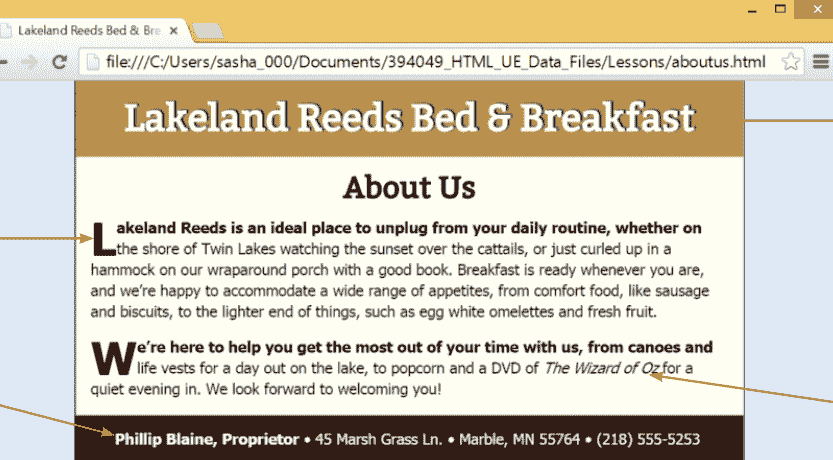 Lakeland Reeds Bed & Bre
file:///C:/Users/sasha_000/Documents/394049_HTML_UE_Data_Files/Lessons/aboutus.html
Lakeland Reeds Bed & Breakfast
About Us
Lakeland Reeds is an ideal place to unplug from your daily routine, whether on
the shore of Twin Lakes watching the sunset over the cattails, or just curled up in a
hammock on our wraparound porch with a good book. Breakfast is ready whenever you are,
and we're happy to accommodate a wide range of appetites, from comfort food, like sausage
and biscuits, to the lighter end of things, such as egg white omelettes and fresh fruit.
We're here to help you get the most out of your time with us, from canoes and
life vests for a day out on the lake, to popcorn and a DVD of The Wizard of Oz for a
quiet evening in. We look forward to welcoming you!
Phillip Blaine, Proprietor • 45 Marsh Grass Ln. • Marble, MN 55764 • (218) 555-5253